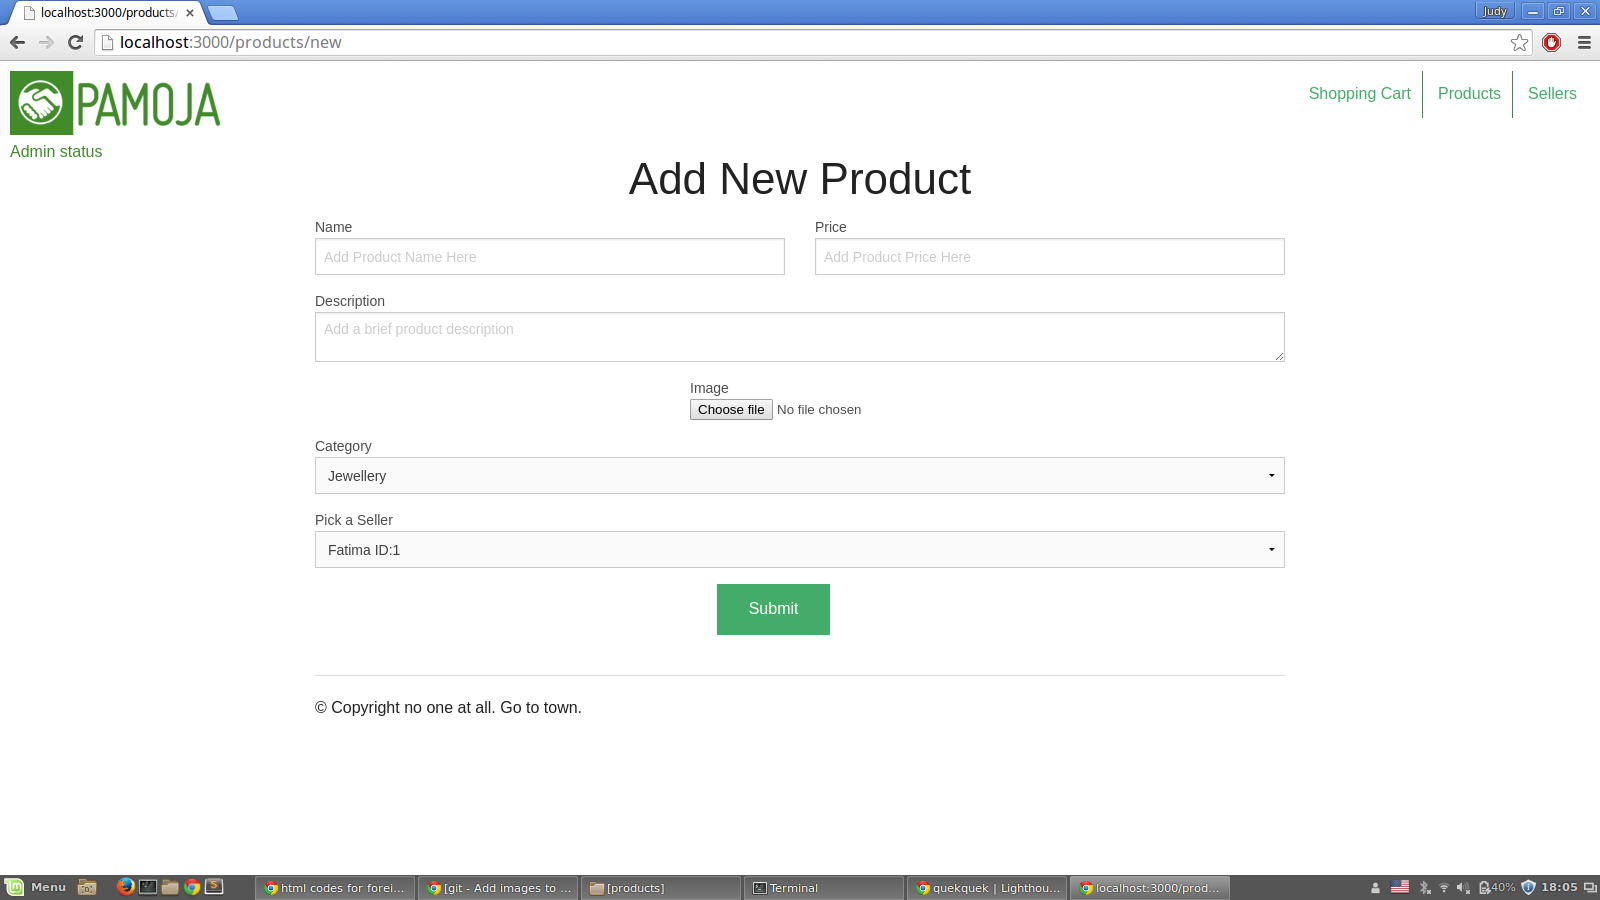 localhost:3000/products/
Judy
localhost:3000/products/new
PAMOJA
Shopping Cart
Products
Sellers
Admin status
Add New Product
Name
Price
Add Product Name Here
Add Product Price Here
Description
Add a brief product description
Image
Choose file No file chosen
Category
Jewellery
Pick a Seller
Fatima ID:1
Submit
© Copyright no one at all. Go to town.
Menu
html codes for forei...
[git - Add images to ...
[products]
Terminal
quekquek | Lighthou...
localhost:3000/prod...
40%
18:05